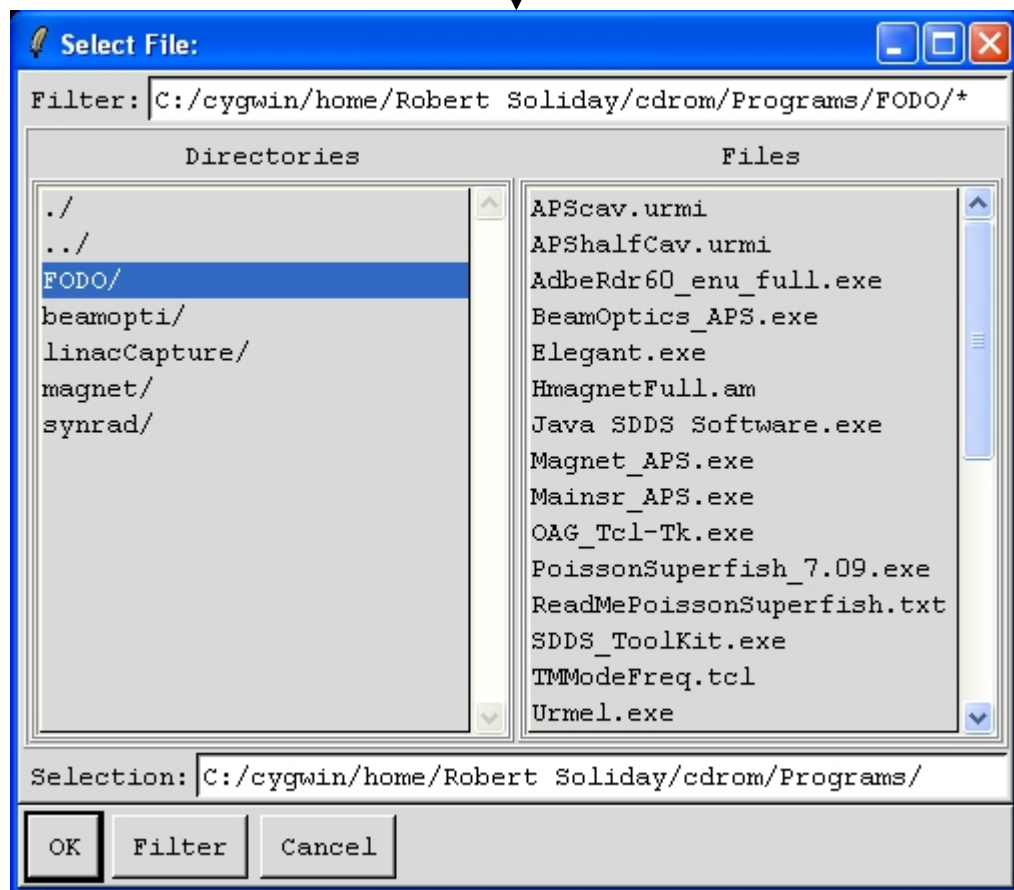 Select File:
Filter: C:/cygwin/home/Robert Soliday/cdrom/Programs/FODO/*
Directories
Files
./
../
FODO/
beamopti/
linacCapture/
magnet/
synrad/
APScav.urmi
APShalfCav.urmi
AdbeRdr60_enu_full.exe
BeamOptics_APS.exe
Elegant.exe
HmagnetFull.am
Java SDDS Software.exe
Magnet_APS.exe
Mainsr_APS.exe
OAG_Tcl-Tk.exe
PoissonSuperfish_7.09.exe
ReadMePoissonSuperfish.txt
SDDS_ToolKit.exe
TMModeFreq.tcl
Urmel.exe
Selection: C:/cygwin/home/Robert Soliday/cdrom/Programs/
OK Filter Cancel